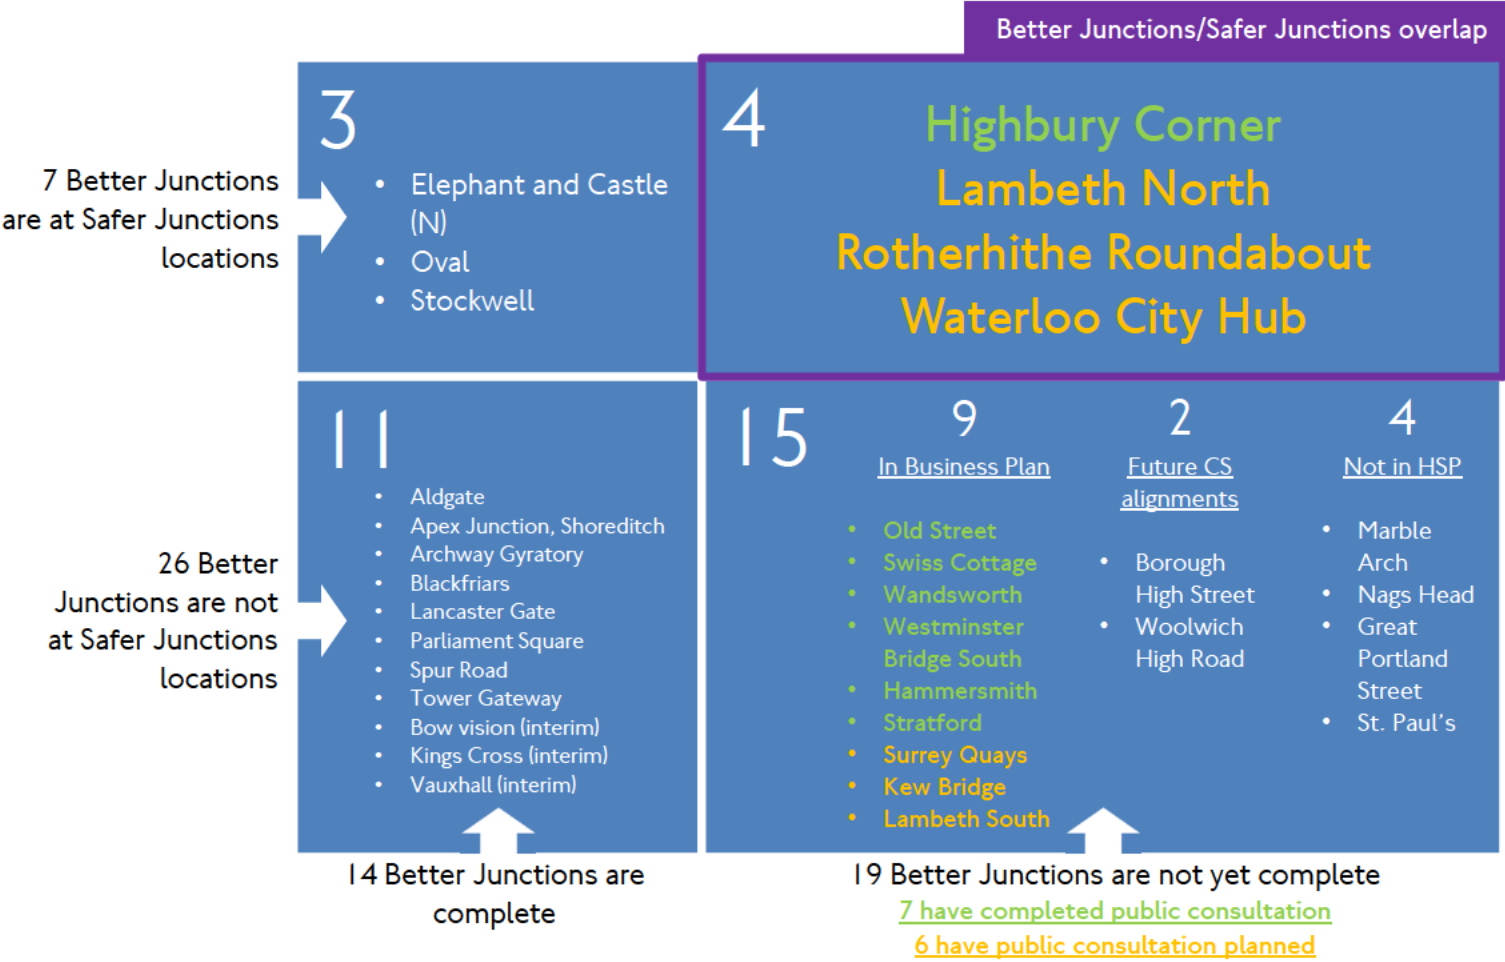 Better Junctions/Safer Junctions overlap
7 Better Junctions
are at Safer Junctions
locations
3
• Elephant and Castle
(N)
• Oval
• Stockwell
4
Highbury Corner
Lambeth North
Rotherhithe Roundabout
Waterloo City Hub
26 Better
Junctions are not
at Safer Junctions
locations
11
• Aldgate
• Apex Junction, Shoreditch
• Archway Gyratory
• Blackfriars
• Lancaster Gate
• Parliament Square
• Spur Road
• Tower Gateway
• Bow vision (interim)
• Kings Cross (interim)
• Vauxhall (interim)
15
9
In Business Plan
• Old Street
• Swiss Cottage
• Wandsworth
• Westminster
Bridge South
• Hammersmith
• Stratford
• Surrey Quays
• Kew Bridge
• Lambeth South
2
Future CS
alignments
• Borough
High Street
• Woolwich
High Road
4
Not in HSP
• Marble
Arch
• Nags Head
• Great
Portland
Street
• St. Paul's
14 Better Junctions are
complete
19 Better Junctions are not yet complete
7 have completed public consultation
6 have public consultation planned